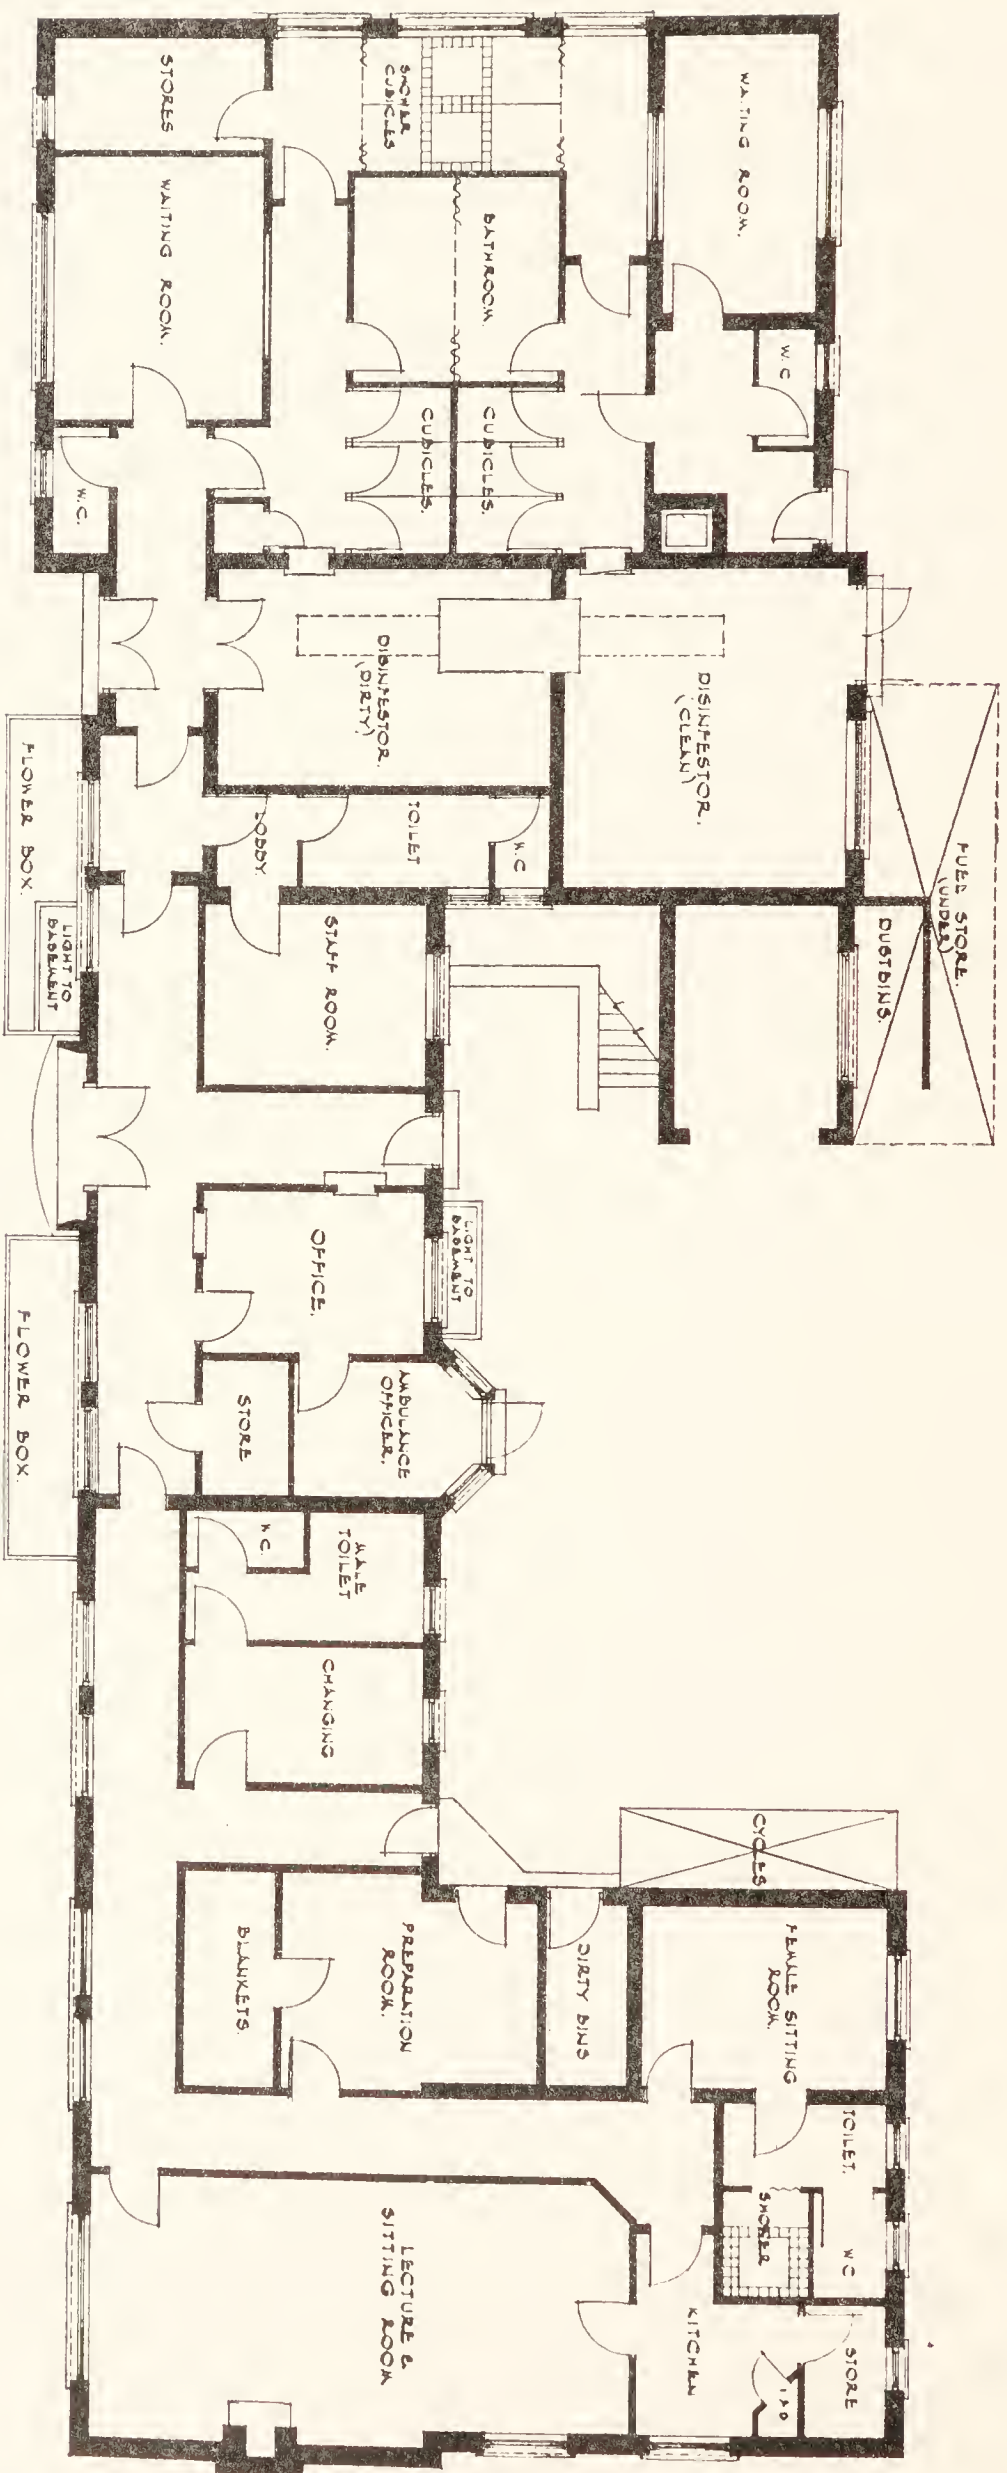 STORES
SHOWER
CUBICLES
WAITING ROOM.
WAITING ROOM.
BATHROOM.
W.C
CUBICLES.
CUBICLES.
W.C.
DISINFESTOR.
(DIRTY)
DISINFESTOR.
(CLEAN)
FUEL STORE.
(UNDER)
DUSTBINS.
FLOWER BOX.
LIGHT TO
BASEMENT
LOBBY.
TOILET
W.C
STAFF ROOM.
OFFICE.
LIGHT TO
BASEMENT
FLOWER BOX.
STORE
AMBULANCE
OFFICER.
W.C.
MALE
TOILET
CHANGING
CYCLES
BLANKETS.
PREPARATION
ROOM.
DIRTY BINS
FEMALE SITTING
ROOM.
TOILET.
SHOWER
WC
LECTURE &
SITTING ROOM
KITCHEN
STORE